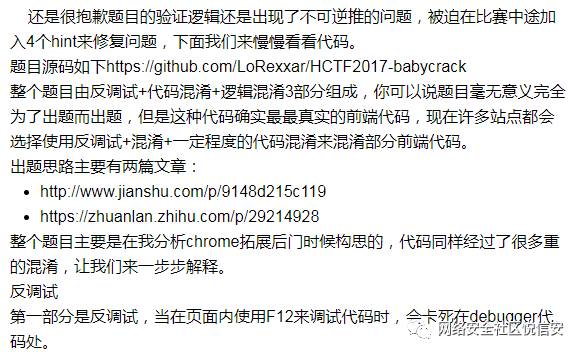 还是很抱歉题目的验证逻辑还是出现了不可逆推的问题，被迫在比赛中途加
入4个hint来修复问题，下面我们来慢慢看看代码。
题目源码如下https://github.com/LoRexxar/HCTF2017-babycrack
整个题目由反调试+代码混淆+逻辑混淆3部分组成，你可以说题目毫无意义完全
为了出题而出题，但是这种代码确实最最真实的前端代码，现在许多站点都会
选择使用反调试+混淆+一定程度的代码混淆来混淆部分前端代码。
出题思路主要有两篇文章：
• http://www.jianshu.com/p/9148d215c119
• https://zhuanlan.zhihu.com/p/29214928
整个题目主要是在我分析chrome拓展后门时候构思的，代码同样经过了很多重
的混淆，让我们来一步步解释。
反调试
第一部分是反调试，当在页面内使用F12来调试代码时，会卡死在debugger代
码处。
网络安全社区悦信安